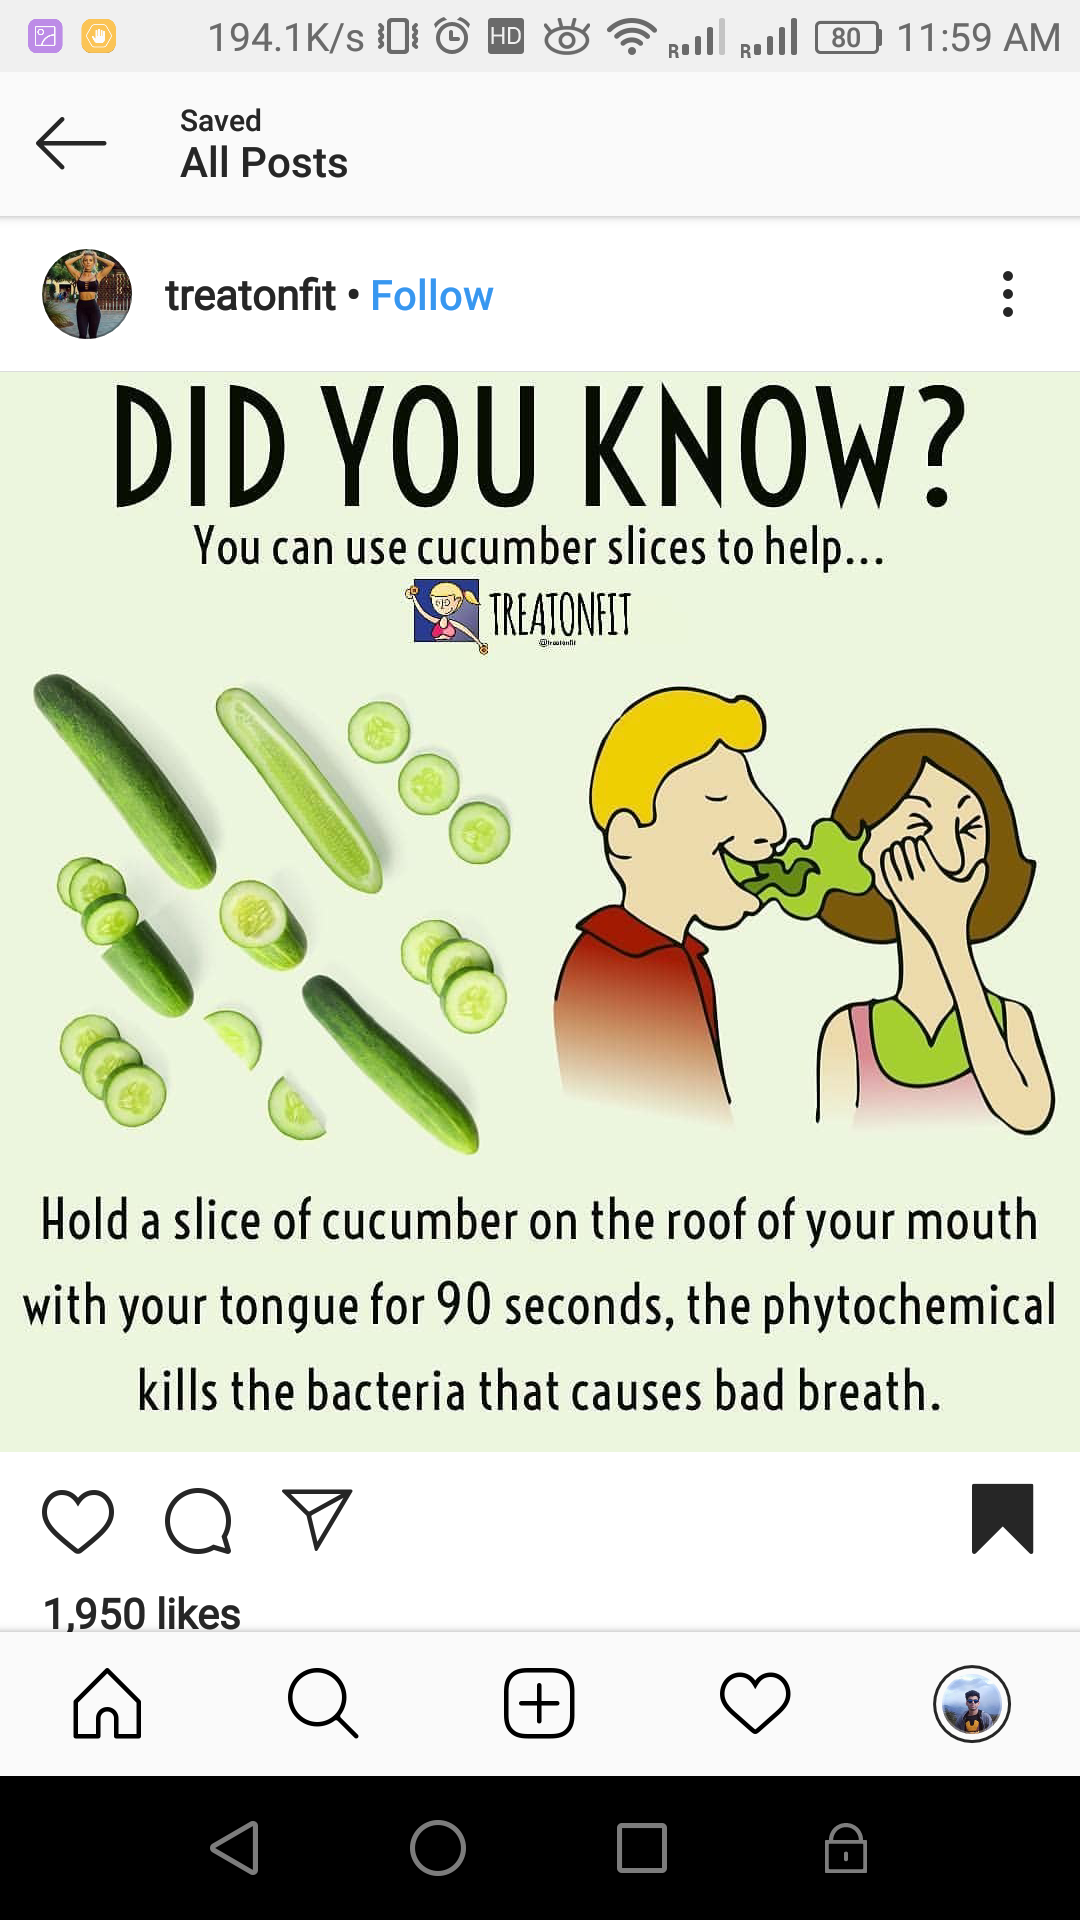 194.1K/s HD R R 80 11:59 AM
Saved
All Posts
treatonfit • Follow
DID YOU KNOW?
You can use cucumber slices to help...
TREATONFIT
@treatonfit
Hold a slice of cucumber on the roof of your mouth
with your tongue for 90 seconds, the phytochemical
kills the bacteria that causes bad breath.
1,950 likes